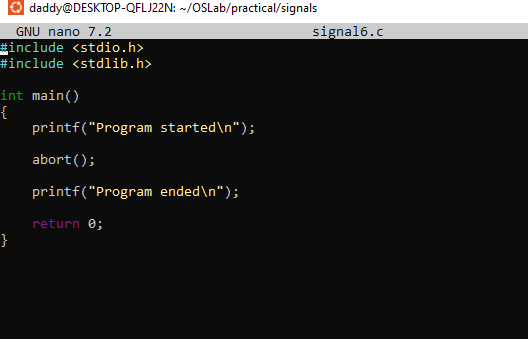 daddy@DESKTOP-QFLJ22N: ~/OSLab/practical/signals
GNU nano 7.2 signal6.c
#include <stdio.h>
#include <stdlib.h>
int main()
{
    printf("Program started\n");
    abort();
    printf("Program ended\n");
    return 0;
}